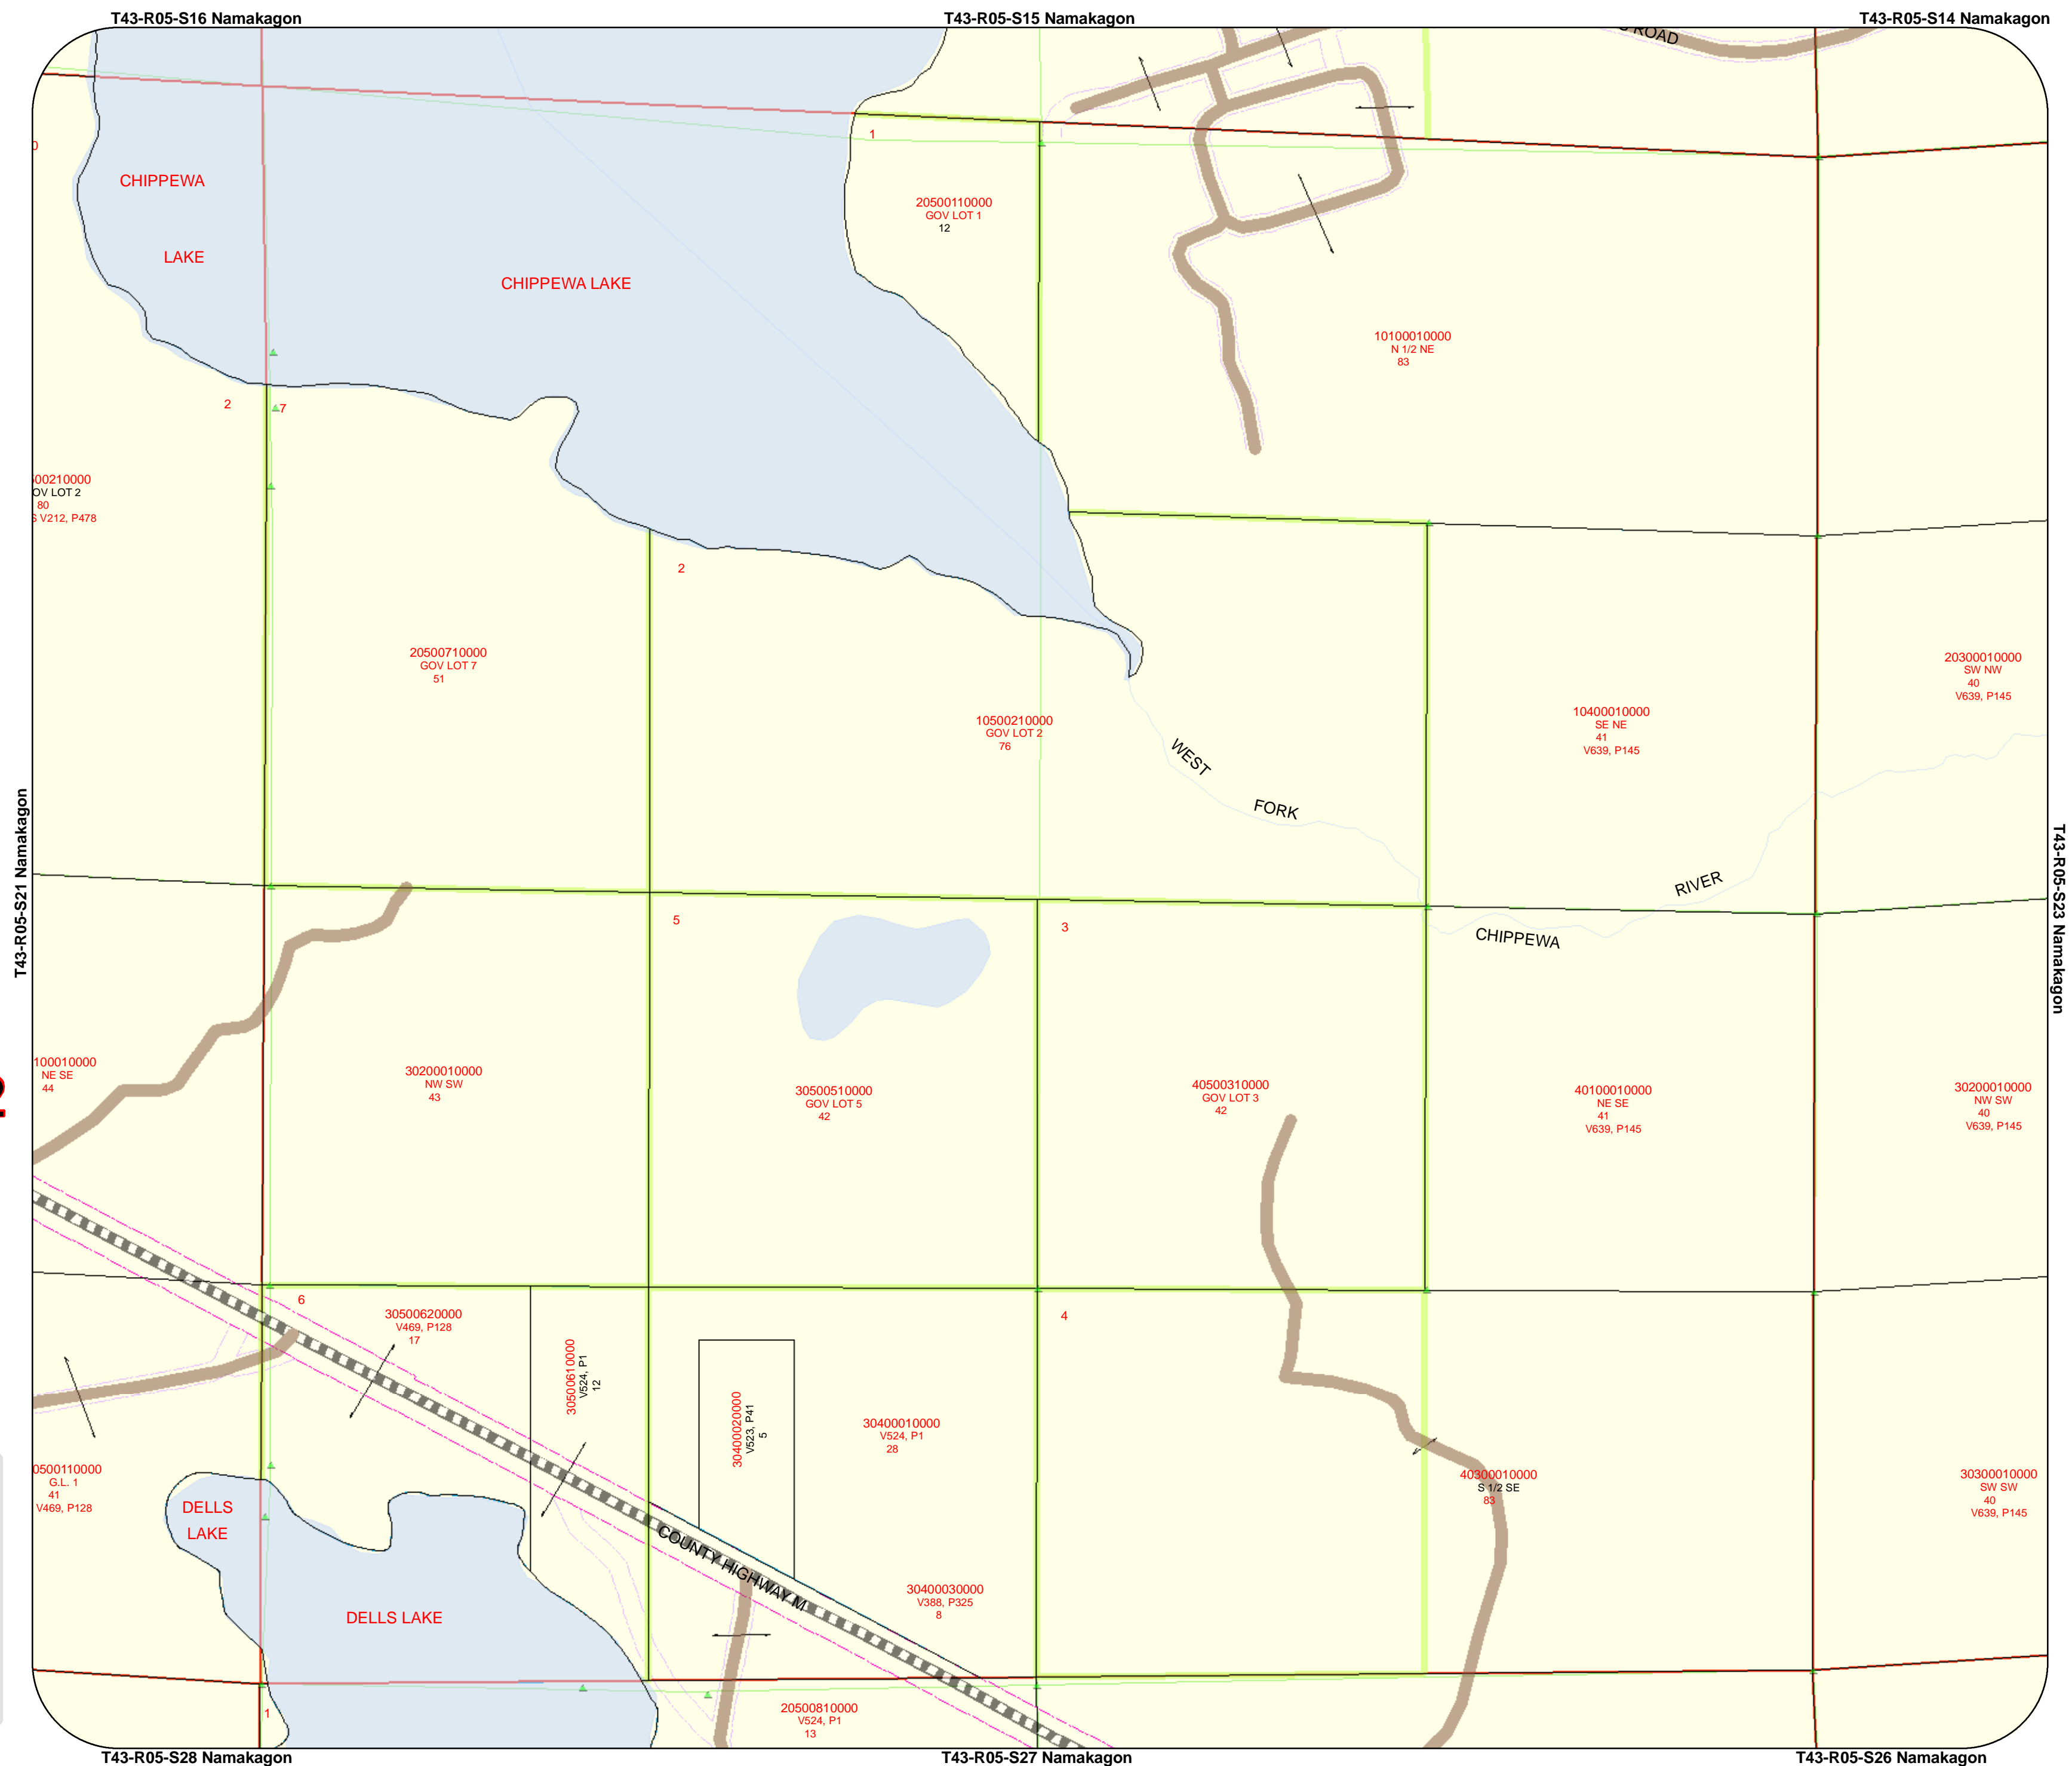 T43-R05-S16 Namakagon
T43-R05-S15 Namakagon
T43-R05-S14 Namakagon
ROAD
1
0
CHIPPEWA
LAKE
CHIPPEWA LAKE
20500110000
GOV LOT 1
12
10100010000
N 1/2 NE
83
2
7
00210000
OV LOT 2
80
S V212, P478
2
20500710000
GOV LOT 7
51
10500210000
GOV LOT 2
76
WEST
FORK
CHIPPEWA
RIVER
10400010000
SE NE
41
V639, P145
20300010000
SW NW
40
V639, P145
T43-R05-S21 Namakagon
T43-R05-S23 Namakagon
5
3
100010000
NE SE
44
30200010000
NW SW
43
30500510000
GOV LOT 5
42
40500310000
GOV LOT 3
42
40100010000
NE SE
41
V639, P145
30200010000
NW SW
40
V639, P145
6
4
30500620000
V469, P128
17
30500610000
V524, P1
12
30400020000
V523, P41
5
30400010000
V524, P1
28
40300010000
S 1/2 SE
83
30300010000
SW SW
40
V639, P145
0500110000
G.L. 1
41
V469, P128
DELLS
LAKE
DELLS LAKE
COUNTY HIGHWAY M
30400030000
V388, P325
8
1
20500810000
V524, P1
13
T43-R05-S28 Namakagon
T43-R05-S27 Namakagon
T43-R05-S26 Namakagon